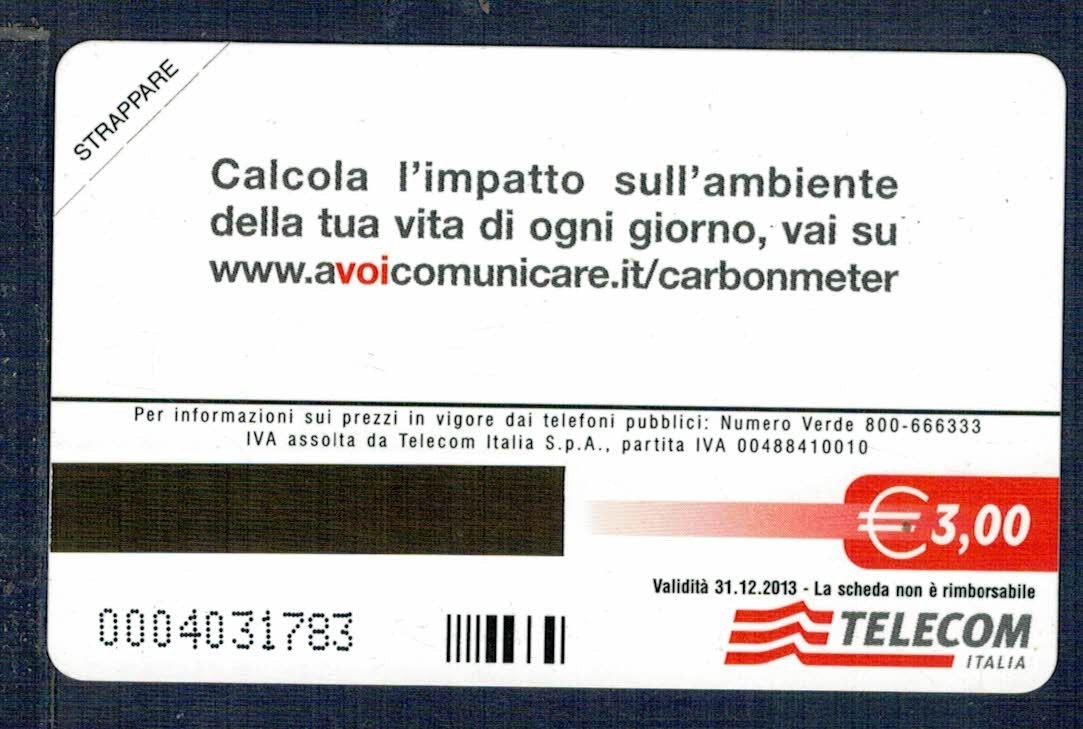 STRAPPARE
Calcola l'impatto sull'ambiente
della tua vita di ogni giorno, vai su
www.avoicomunicare.it/carbonmeter
Per informazioni sui prezzi in vigore dai telefoni pubblici: Numero Verde 800-666333
IVA assolta da Telecom Italia S.p.A., partita IVA 00488410010
€ 3,00
Validità 31.12.2013 - La scheda non è rimborsabile
0004031783
TELECOM
ITALIA